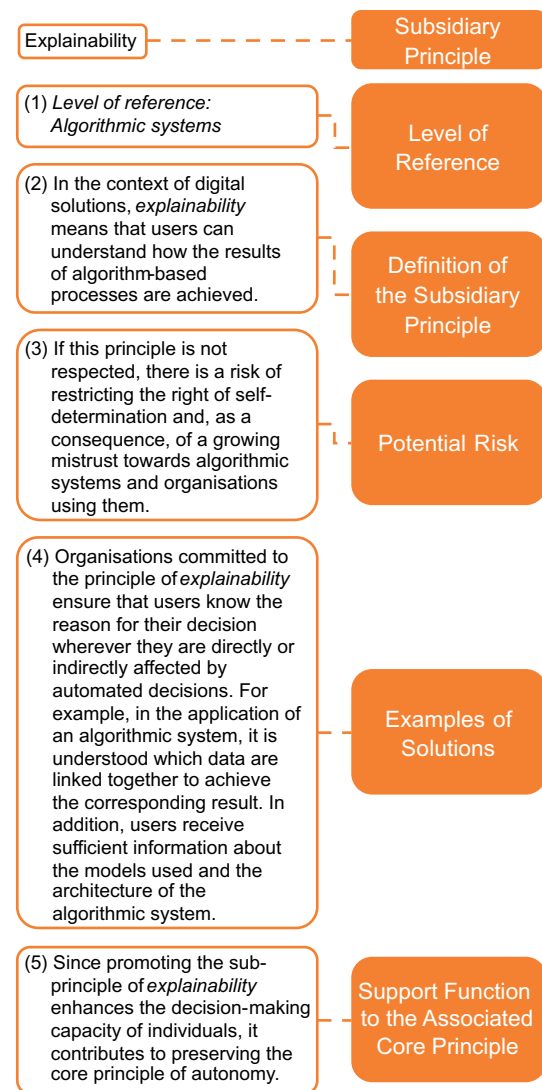 Explainability
Subsidiary
Principle
(1) Level of reference:
Algorithmic systems
Level of
Reference
(2) In the context of digital
solutions, explainability
means that users can
understand how the results
of algorithm-based
processes are achieved.
Definition of
the Subsidiary
Principle
(3) If this principle is not
respected, there is a risk of
restricting the right of self-
determination and, as a
consequence, of a growing
mistrust towards algorithmic
systems and organisations
using them.
Potential Risk
(4) Organisations committed to
the principle of explainability
ensure that users know the
reason for their decision
wherever they are directly or
indirectly affected by
automated decisions. For
example, in the application of
an algorithmic system, it is
understood which data are
linked together to achieve
the corresponding result. In
addition, users receive
sufficient information about
the models used and the
architecture of the
algorithmic system.
Examples of
Solutions
(5) Since promoting the sub-
principle of explainability
enhances the decision-making
capacity of individuals, it
contributes to preserving the
core principle of autonomy.
Support Function
to the Associated
Core Principle